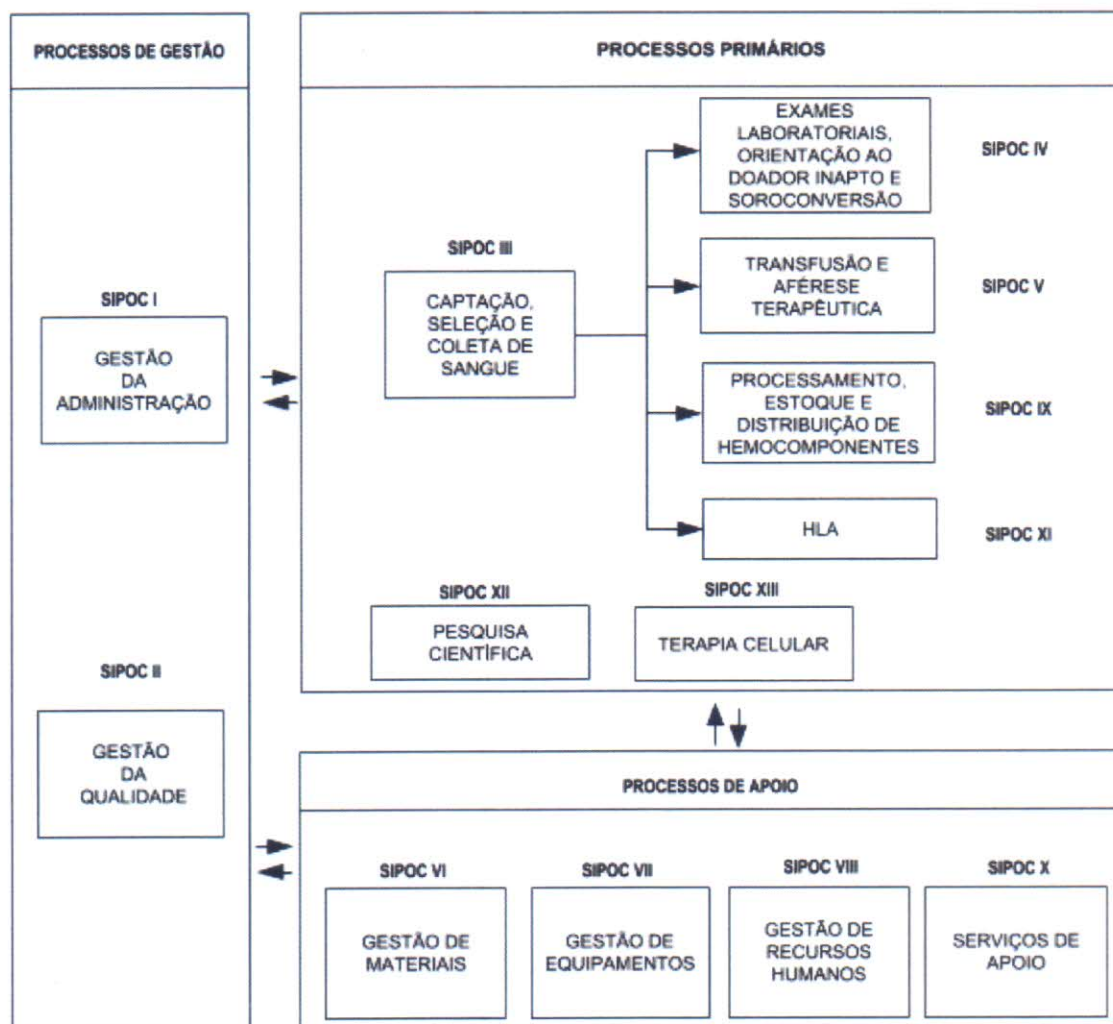 PROCESSOS DE GESTÃO
SIPOC I
GESTÃO
DA
ADMINISTRAÇÃO
SIPOC II
GESTÃO
DA
QUALIDADE
PROCESSOS PRIMÁRIOS
SIPOC III
CAPTAÇÃO,
SELEÇÃO E
COLETA DE
SANGUE
EXAMES
LABORATORIAIS,
ORIENTAÇÃO AO
DOADOR INAPTO E
SOROCONVERSÃO
SIPOC IV
TRANSFUSÃO E
AFÉRESE
TERAPÊUTICA
SIPOC V
PROCESSAMENTO,
ESTOQUE E
DISTRIBUIÇÃO DE
HEMOCOMPONENTES
SIPOC IX
HLA
SIPOC XI
SIPOC XII
PESQUISA
CIENTÍFICA
SIPOC XIII
TERAPIA CELULAR
PROCESSOS DE APOIO
SIPOC VI
GESTÃO DE
MATERIAIS
SIPOC VII
GESTÃO DE
EQUIPAMENTOS
SIPOC VIII
GESTÃO DE
RECURSOS
HUMANOS
SIPOC X
SERVIÇOS DE
APOIO